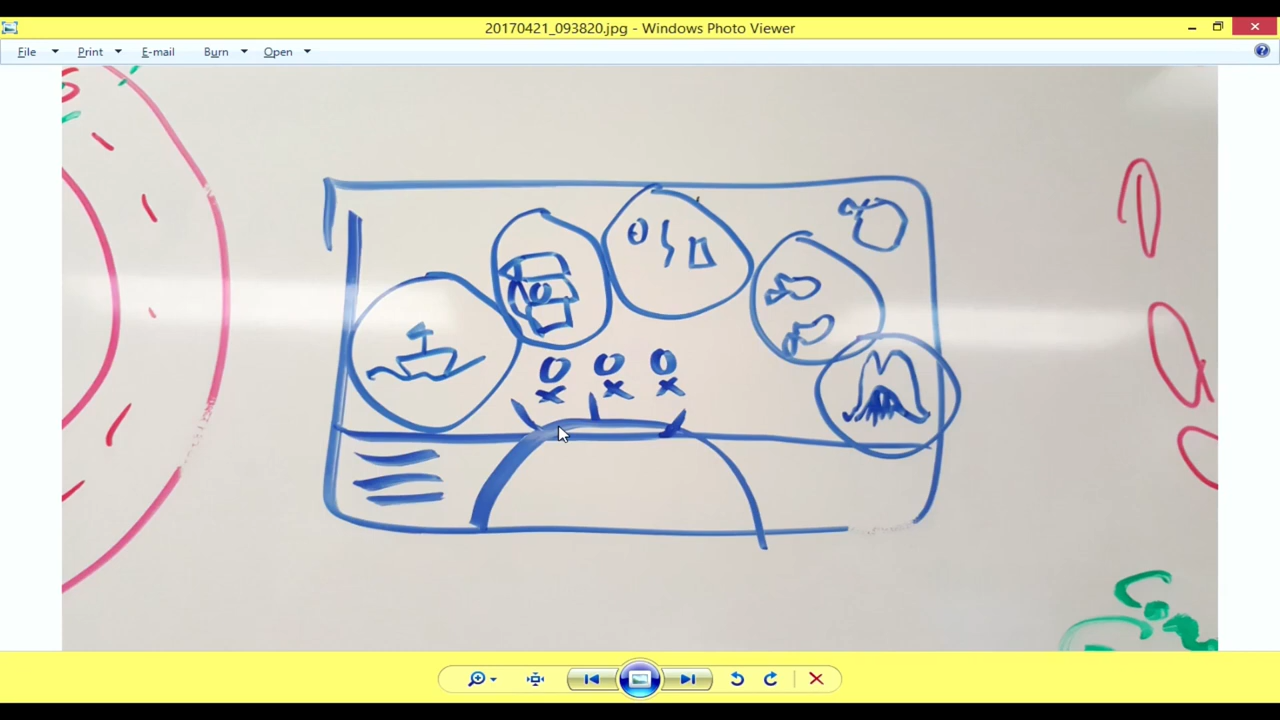 20170421_093820.jpg - Windows Photo Viewer
File Print E-mail Burn Open